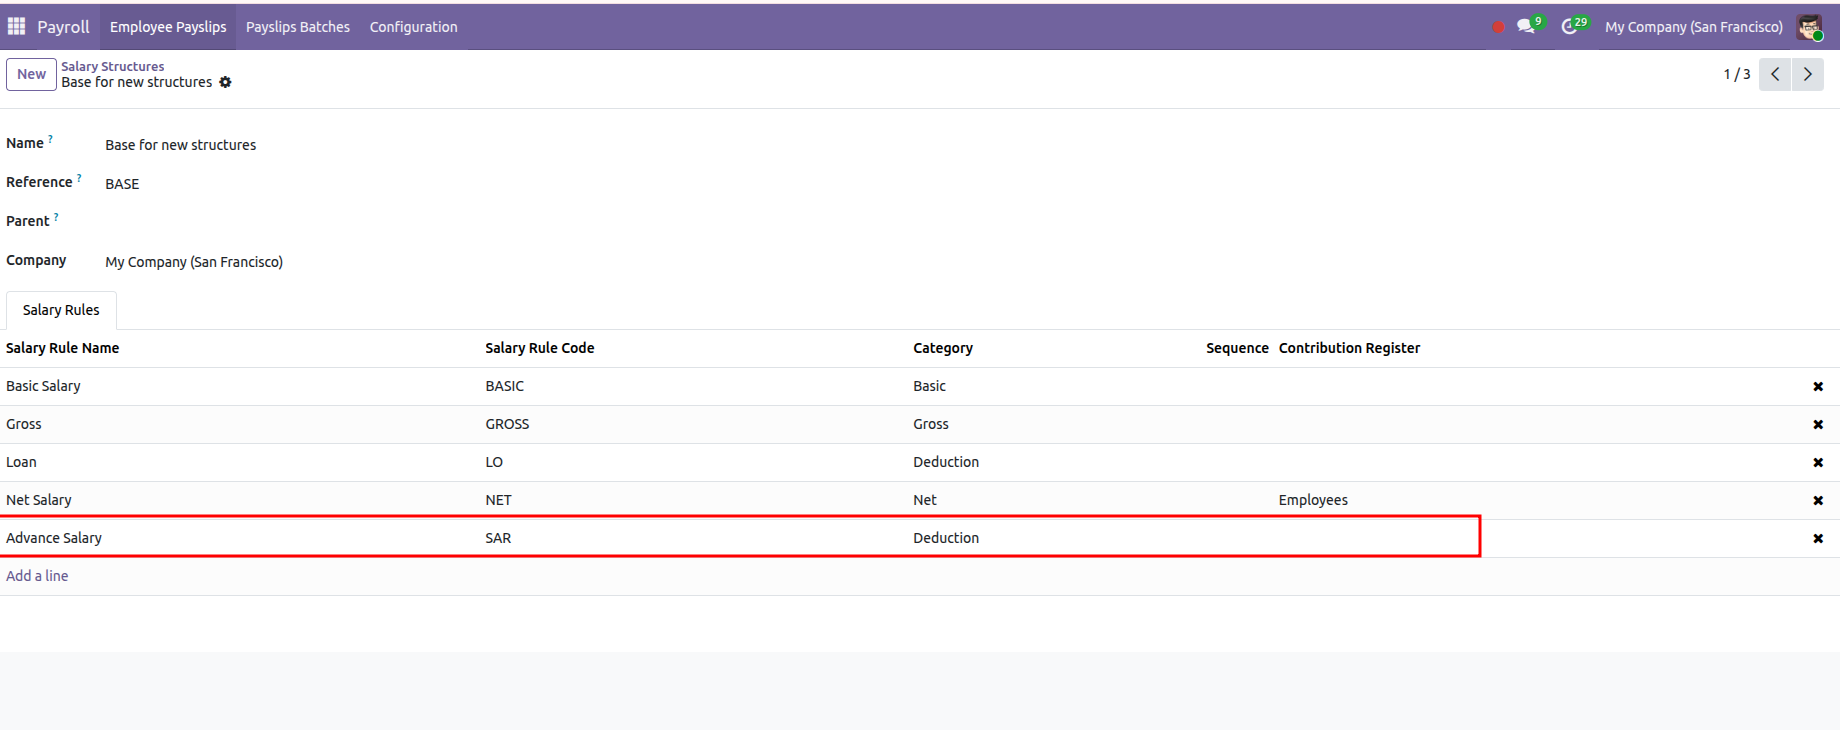 Payroll Employee Payslips Payslips Batches Configuration 9 29 My Company (San Francisco)
New Salary Structures
Base for new structures 1 / 3
Name ? Base for new structures
Reference ? BASE
Parent ?
Company My Company (San Francisco)
Salary Rules
Salary Rule Name Salary Rule Code Category Sequence Contribution Register
Basic Salary BASIC Basic
Gross GROSS Gross
Loan LO Deduction
Net Salary NET Net Employees
Advance Salary SAR Deduction
Add a line